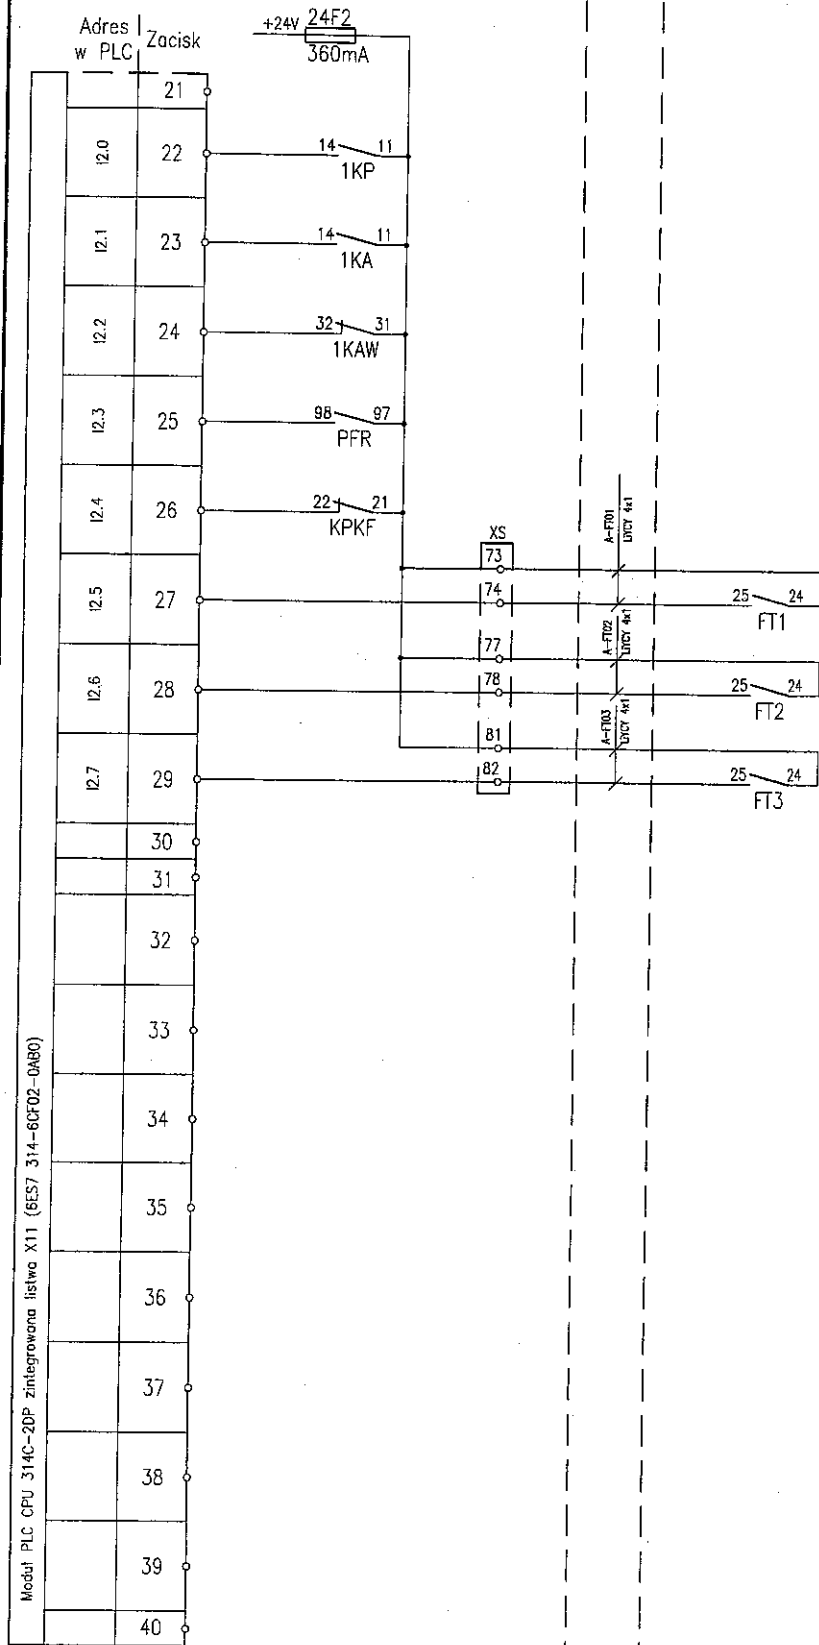 Adres w PLC
Zacisk
+24V 24F2
360mA
21
I2.0 22 14 11
1KP
I2.1 23 14 11
1KA
I2.2 24 32 31
1KAW
I2.3 25 98 97
PFR
I2.4 26 22 21
KPKF
XS
73
A-FT01
LIYCY 4x1
I2.5 27 74 25 24
FT1
77
A-FT02
LIYCY 4x1
I2.6 28 78 25 24
FT2
81
A-FT03
LIYCY 4x1
I2.7 29 82 25 24
FT3
30
31
32
33
34
35
36
37
38
39
40
Moduł PLC CPU 314C-2DP zintegrowana listwa X11 (6ES7 314-6CF02-0AB0)